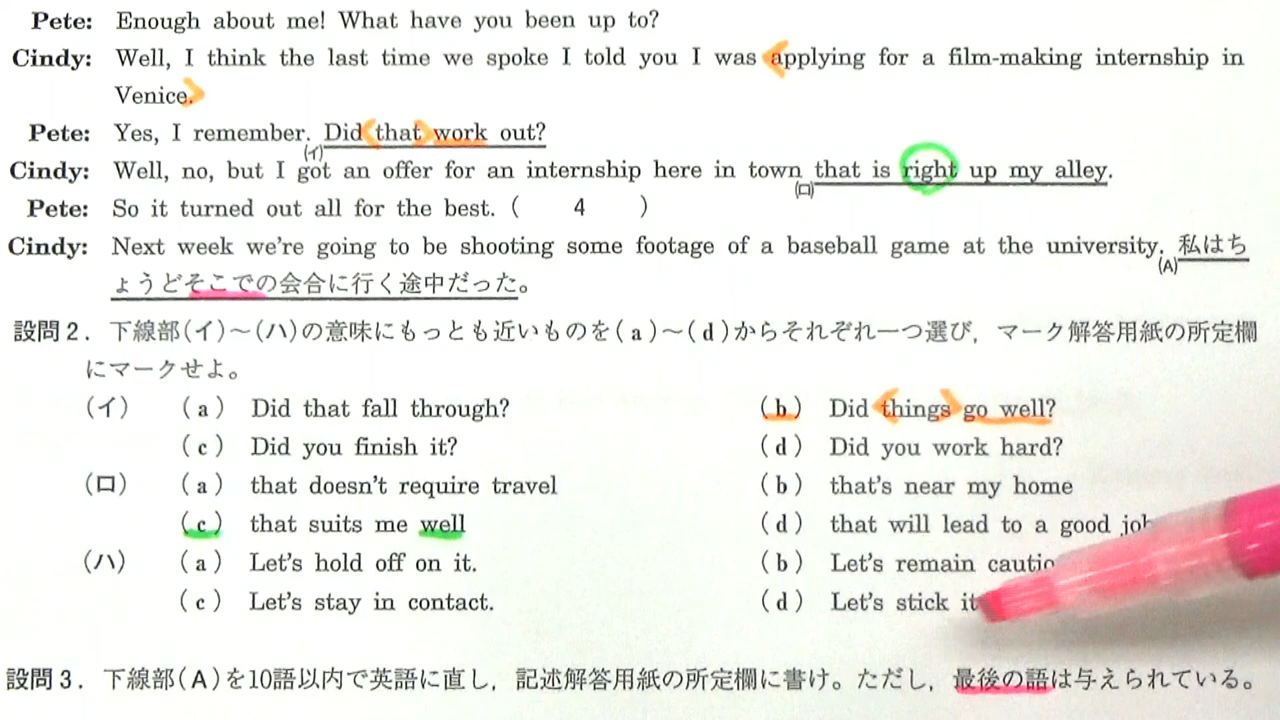 Pete: Enough about me! What have you been up to?
Cindy: Well, I think the last time we spoke I told you I was applying for a film-making internship in
Venice.
Pete: Yes, I remember. Did that work out?
(イ)
Cindy: Well, no, but I got an offer for an internship here in town that is right up my alley.
(ロ)
Pete: So it turned out all for the best. ( 4 )
Cindy: Next week we're going to be shooting some footage of a baseball game at the university. 私はち
(A)
ょうどそこでの会合に行く途中だった。
設問2. 下線部(イ)～(ハ)の意味にもっとも近いものを(a)～(d)からそれぞれ一つ選び，マーク解答用紙の所定欄
にマークせよ。
(イ) (a) Did that fall through? (b) Did things go well?
(c) Did you finish it? (d) Did you work hard?
(ロ) (a) that doesn't require travel (b) that's near my home
(c) that suits me well (d) that will lead to a good
(ハ) (a) Let's hold off on it. (b) Let's remain
(c) Let's stay in contact. (d) Let's stick
設問3. 下線部(A)を10語以内で英語に直し，記述解答用紙の所定欄に書け。ただし，最後の語は与えられている。